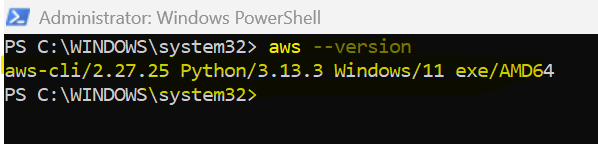 Administrator: Windows PowerShell
PS C:\WINDOWS\system32> aws --version
aws-cli/2.27.25 Python/3.13.3 Windows/11 exe/AMD64
PS C:\WINDOWS\system32>